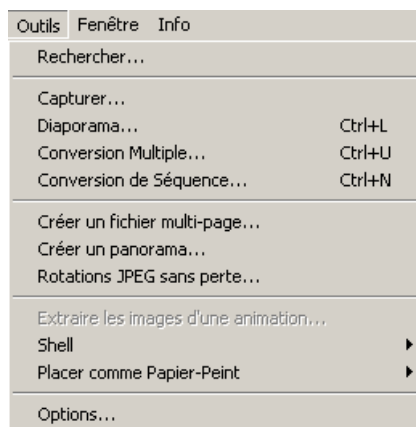 Outils Fenêtre Info
Rechercher...
Capturer...
Diaporama... Ctrl+L
Conversion Multiple... Ctrl+U
Conversion de Séquence... Ctrl+N
Créer un fichier multi-page...
Créer un panorama...
Rotations JPEG sans perte...
Extraire les images d'une animation...
Shell
Placer comme Papier-Peint
Options...